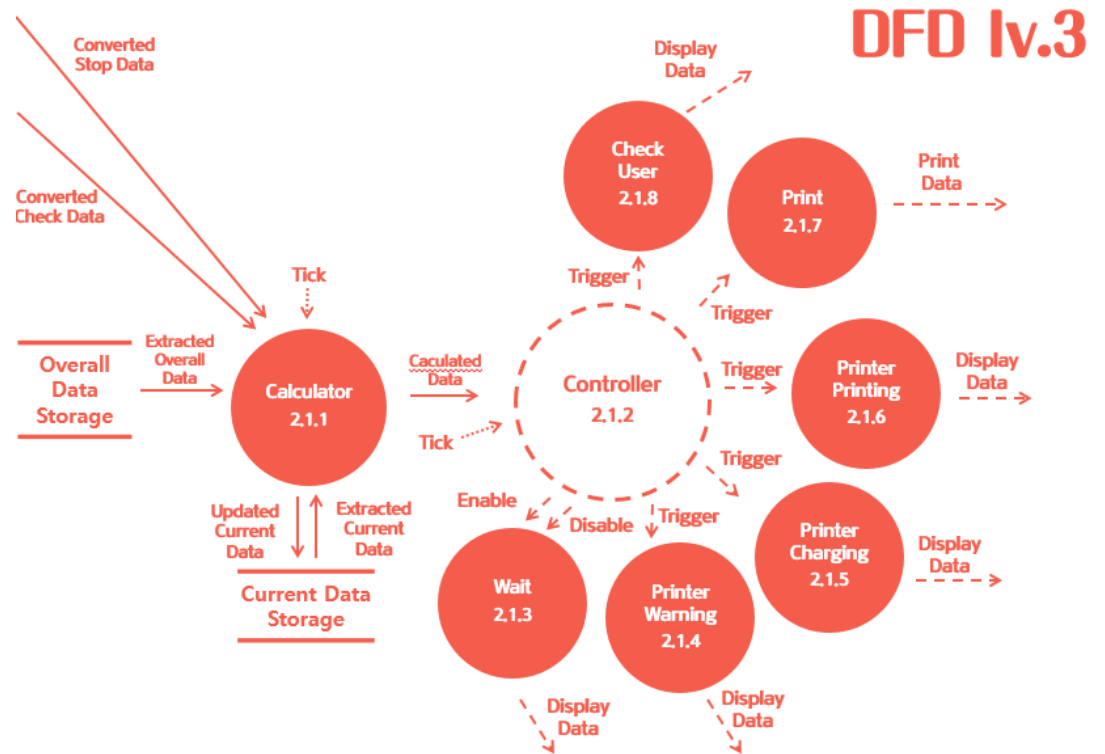 DFD lv.3
Converted
Stop Data
Converted
Check Data
Tick
Overall
Data
Storage
Extracted
Overall
Data
Calculator
2.1.1
Caculated
Data
Tick
Updated
Current
Data
Extracted
Current
Data
Current Data
Storage
Controller
2.1.2
Trigger
Check
User
2.1.8
Display
Data
Trigger
Print
2.1.7
Print
Data
Trigger
Printer
Printing
2.1.6
Display
Data
Trigger
Printer
Charging
2.1.5
Display
Data
Trigger
Printer
Warning
2.1.4
Display
Data
Enable
Disable
Wait
2.1.3
Display
Data